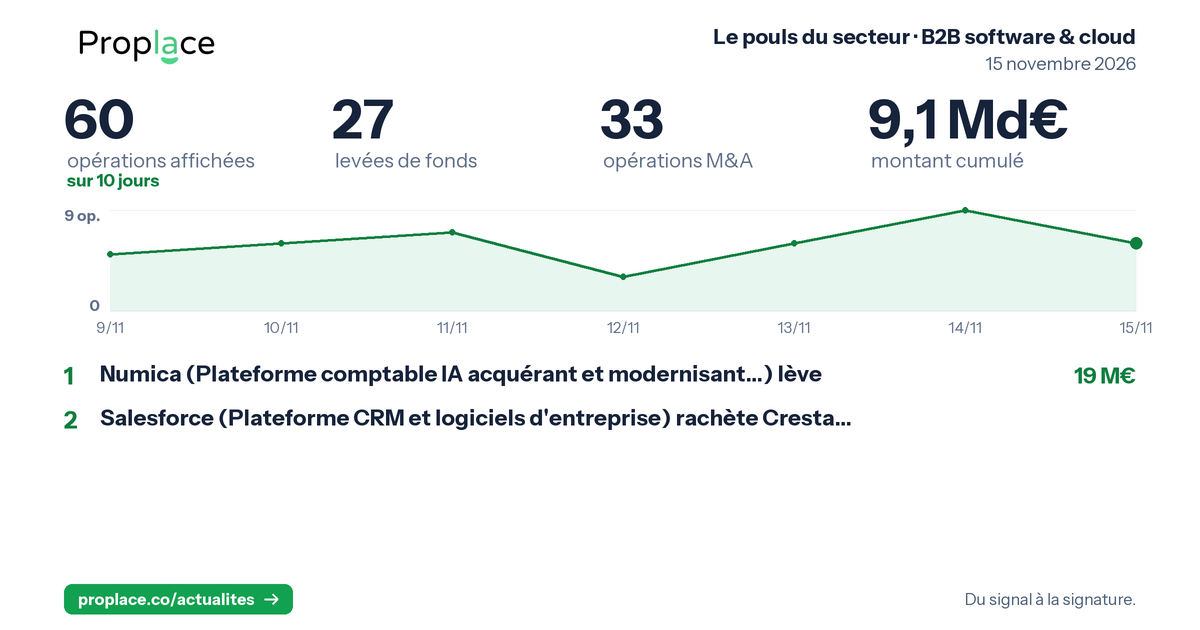 Proplace
Le pouls du secteur · B2B software & cloud
15 novembre 2026
60
opérations affichées
sur 10 jours
27
levées de fonds
33
opérations M&A
9,1 Md€
montant cumulé
9 op.
0
9/11
10/11
11/11
12/11
13/11
14/11
15/11
1 Numica (Plateforme comptable IA acquérant et modernisant...) lève 19 M€
2 Salesforce (Plateforme CRM et logiciels d'entreprise) rachète Cresta...
proplace.co/actualites →
Du signal à la signature.